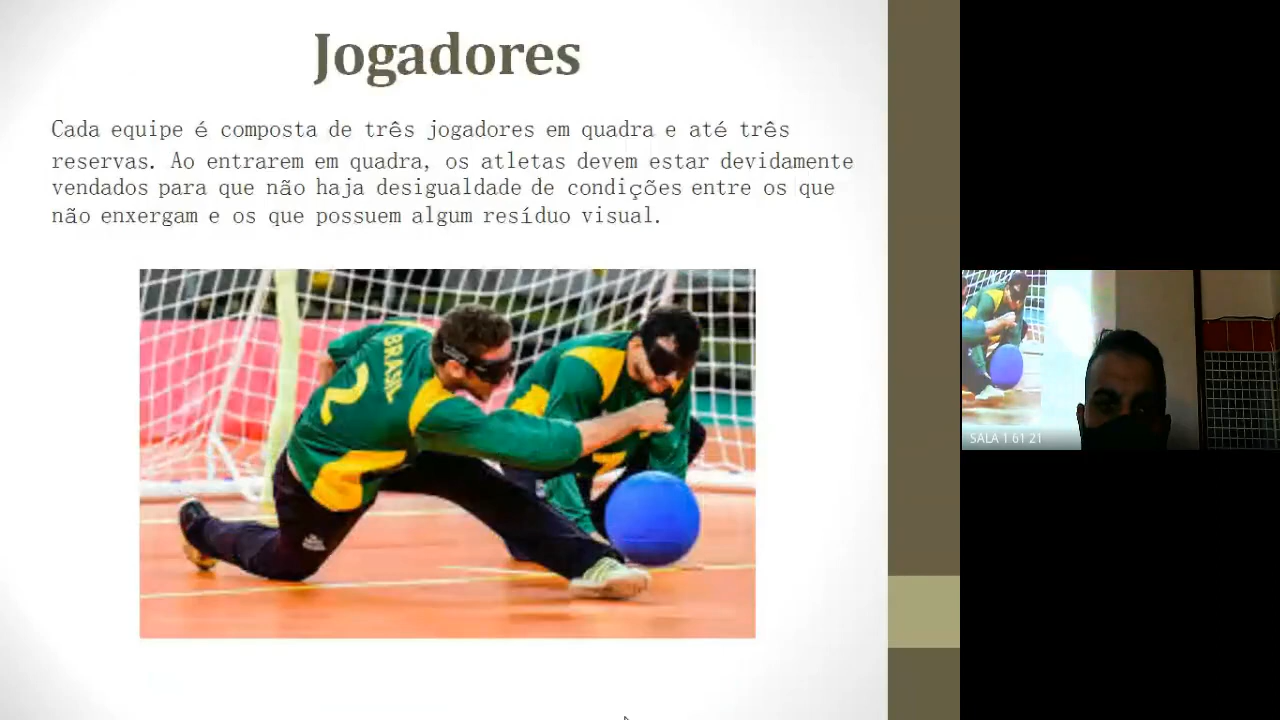 Jogadores
Cada equipe é composta de três jogadores em quadra e até três
reservas. Ao entrarem em quadra, os atletas devem estar devidamente
vendados para que não haja desigualdade de condições entre os que
não enxergam e os que possuem algum resíduo visual.
BRASIL
2
SALA 1 61 21